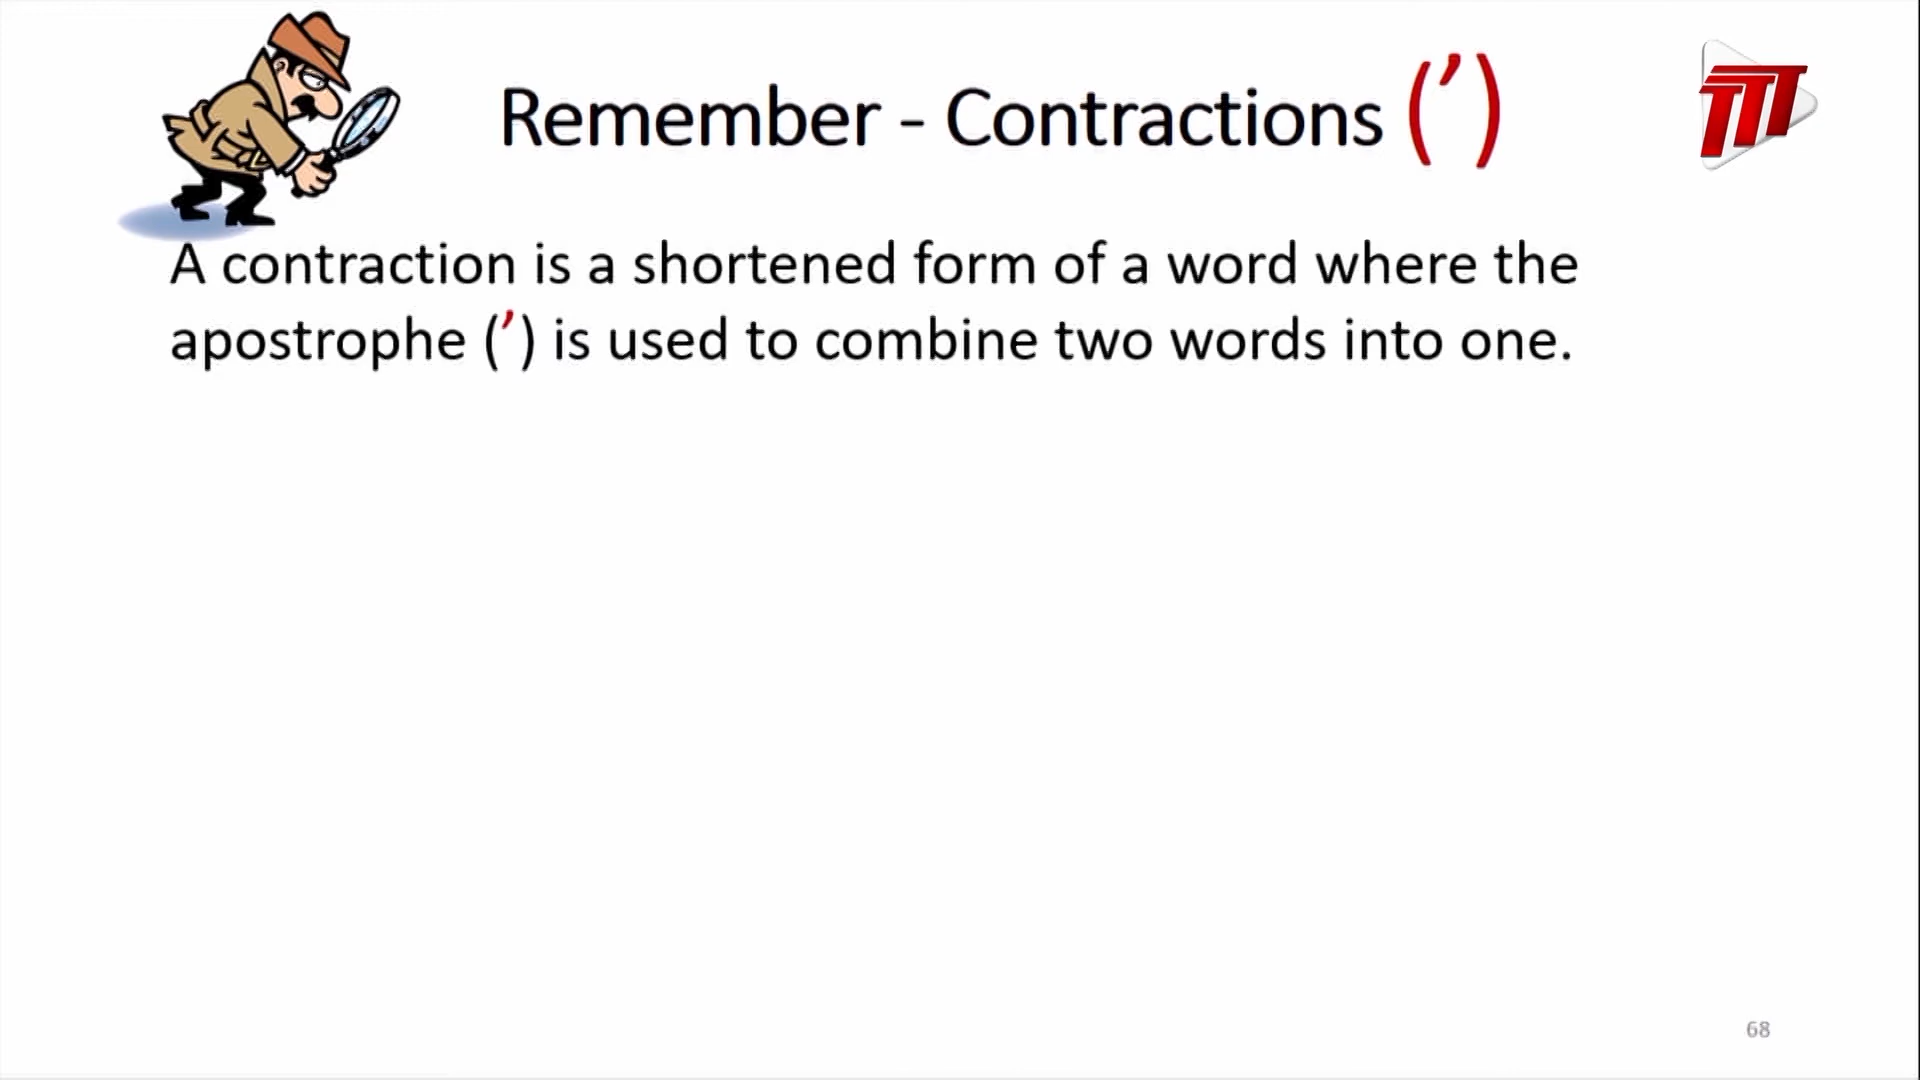 Remember - Contractions (’)
TTT
A contraction is a shortened form of a word where the
apostrophe (’) is used to combine two words into one.
68